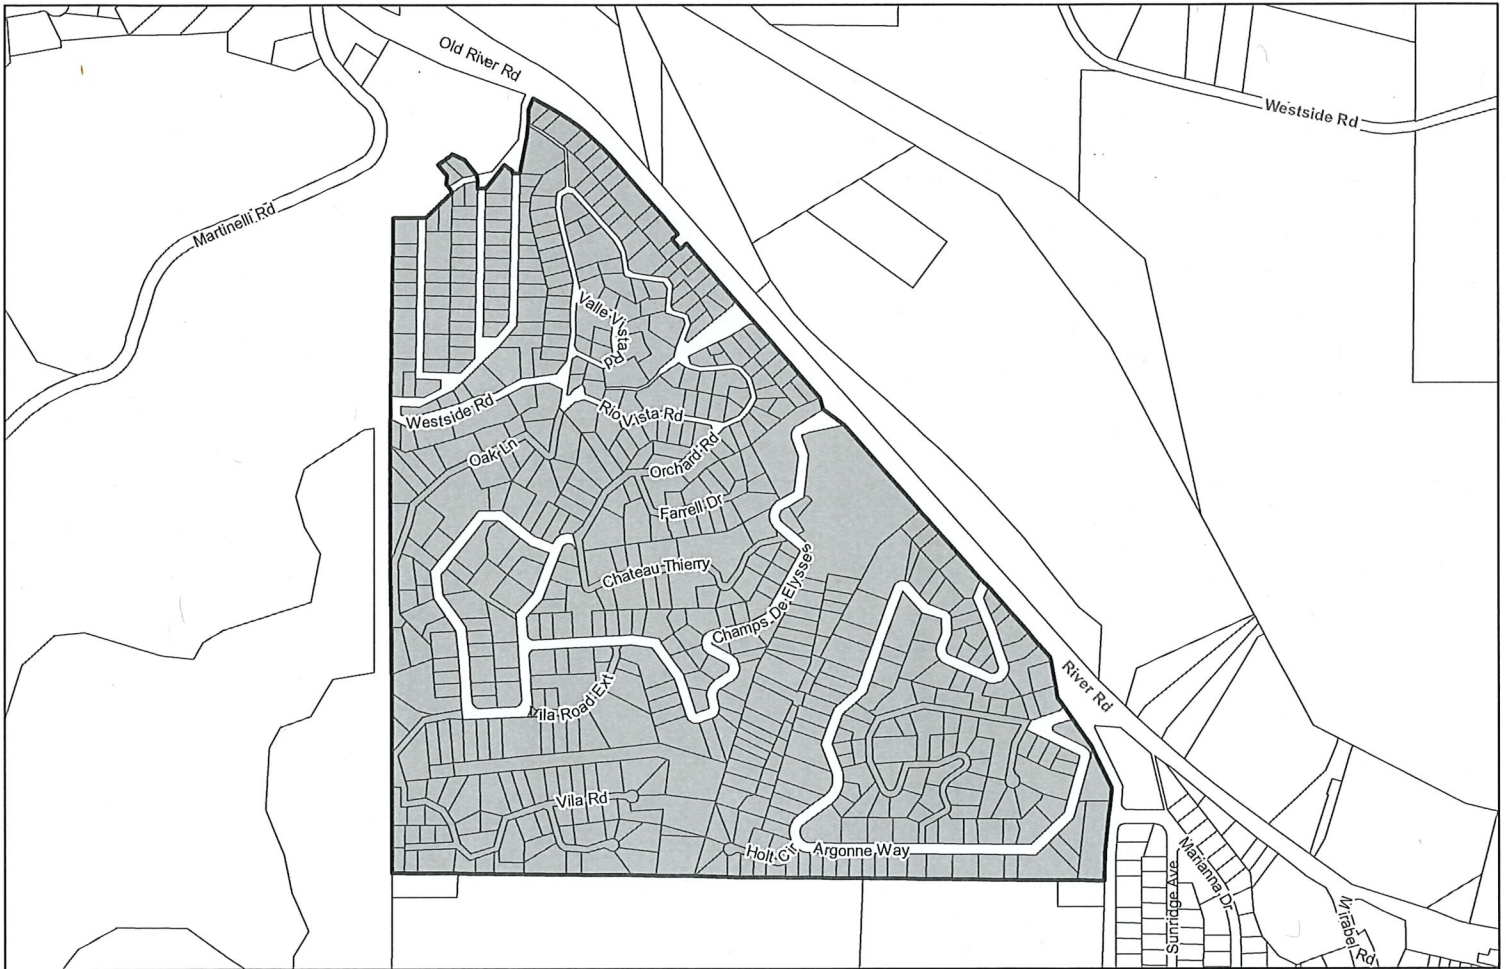 Old River Rd
Westside Rd
Martinelli Rd
Valle Vista Rd
Westside Rd
Rio Vista Rd
Oak Ln
Orchard Rd
Farrell Dr
Chateau Thierry
Champs De Elysses
River Rd
Vila Road Ext
Vila Rd
Holt Cir
Argonne Way
Marianna Dr
Sunridge Ave
Mirabel Rd